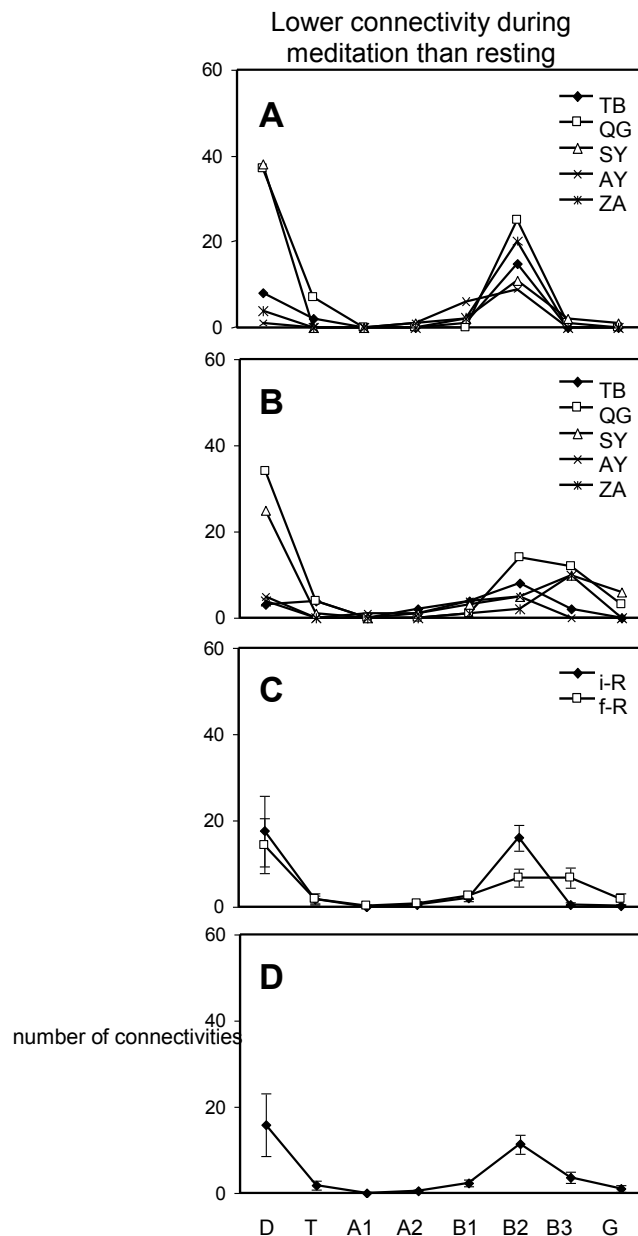 Lower connectivity during
meditation than resting
60
A
TB
QG
SY
AY
ZA
40
20
0
60
B
TB
QG
SY
AY
ZA
40
20
0
60
C
i-R
f-R
40
20
0
60
D
40
number of connectivities
20
0
D T A1 A2 B1 B2 B3 G